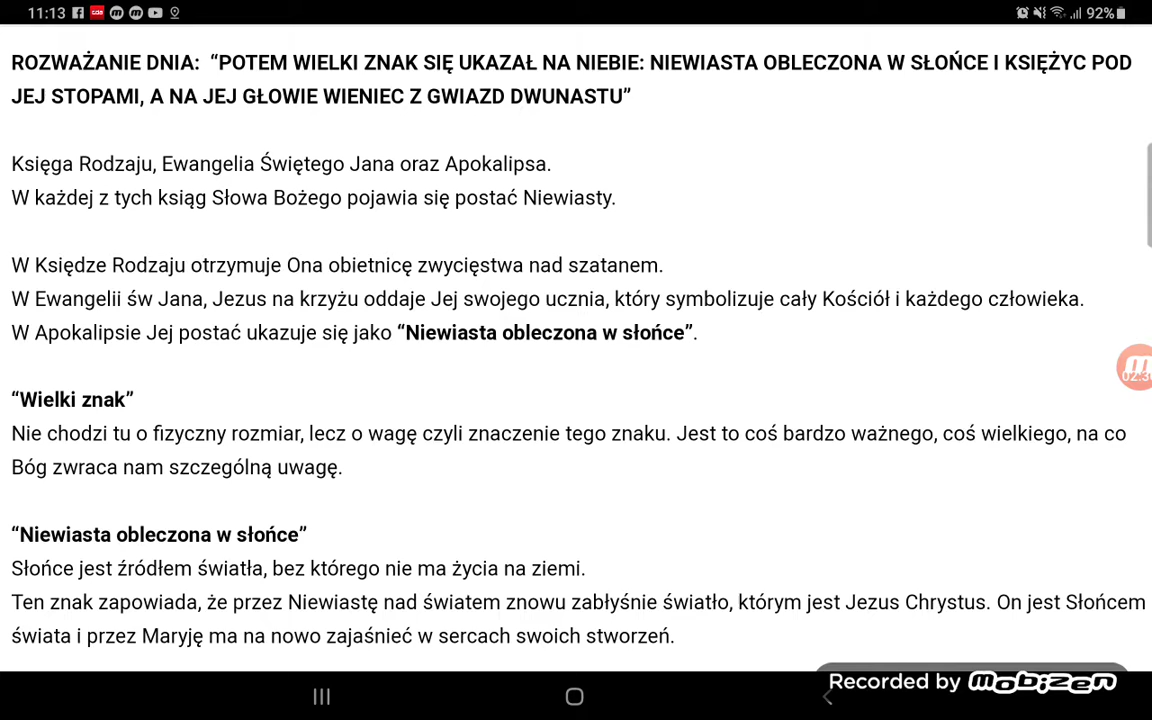 11:13
92%
ROZWAŻANIE DNIA: “POTEM WIELKI ZNAK SIĘ UKAZAŁ NA NIEBIE: NIEWIASTA OBLECZONA W SŁOŃCE I KSIĘŻYC POD
JEJ STOPAMI, A NA JEJ GŁOWIE WIENIEC Z GWIAZD DWUNASTU”
Księga Rodzaju, Ewangelia Świętego Jana oraz Apokalipsa.
W każdej z tych ksiąg Słowa Bożego pojawia się postać Niewiasty.
W Księdze Rodzaju otrzymuje Ona obietnicę zwycięstwa nad szatanem.
W Ewangelii św Jana, Jezus na krzyżu oddaje Jej swojego ucznia, który symbolizuje cały Kościół i każdego człowieka.
W Apokalipsie Jej postać ukazuje się jako “Niewiasta obleczona w słońce”.
“Wielki znak”
Nie chodzi tu o fizyczny rozmiar, lecz o wagę czyli znaczenie tego znaku. Jest to coś bardzo ważnego, coś wielkiego, na co
Bóg zwraca nam szczególną uwagę.
“Niewiasta obleczona w słońce”
Słońce jest źródłem światła, bez którego nie ma życia na ziemi.
Ten znak zapowiada, że przez Niewiastę nad światem znowu zabłyśnie światło, którym jest Jezus Chrystus. On jest Słońcem
świata i przez Maryję ma na nowo zajaśnieć w sercach swoich stworzeń.
Recorded by mobizen